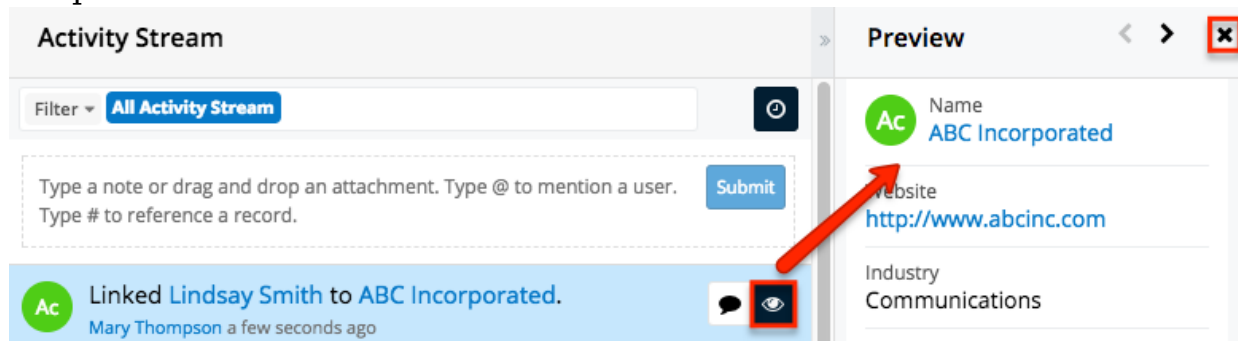 Activity Stream
»
Preview
Filter
All Activity Stream
Type a note or drag and drop an attachment. Type @ to mention a user.
Type # to reference a record.
Submit
Ac
Linked Lindsay Smith to ABC Incorporated.
Mary Thompson a few seconds ago
Ac
Name
ABC Incorporated
Website
http://www.abcinc.com
Industry
Communications